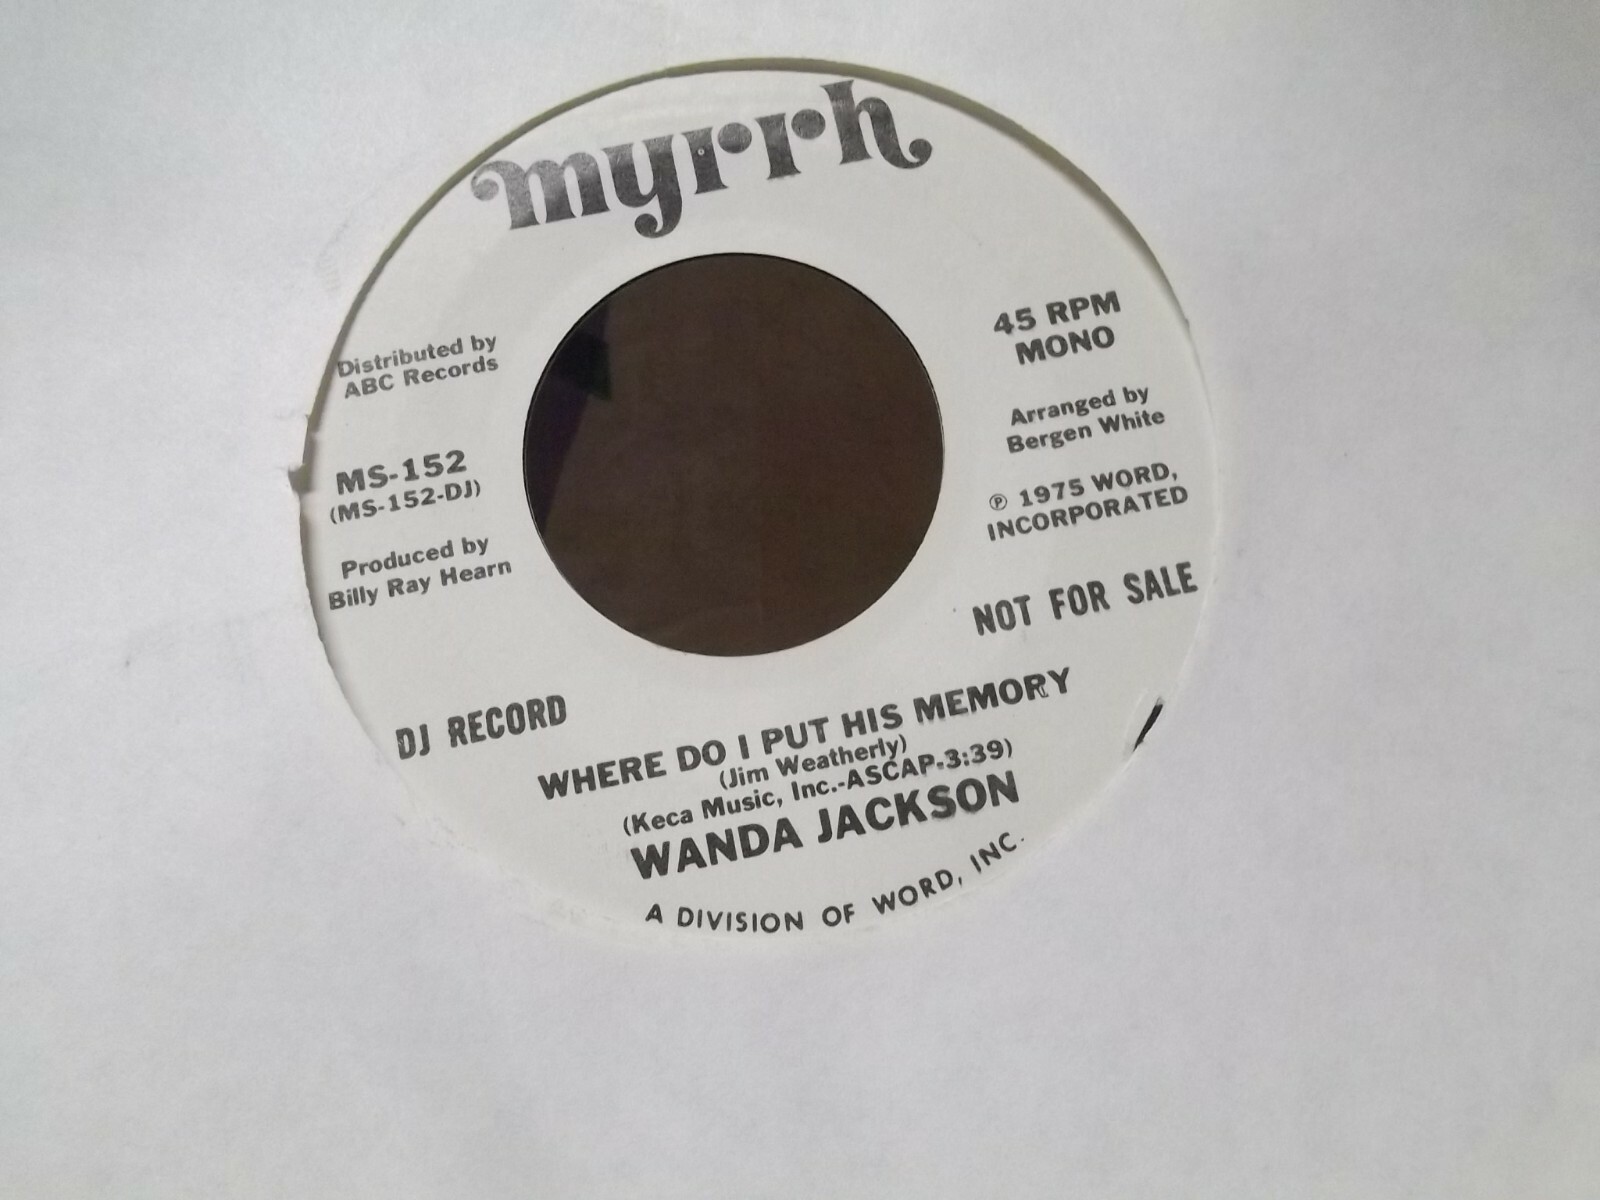 myrrh
Distributed by
ABC Records
MS-152
(MS-152-DJ)
Produced by
Billy Ray Hearn
45 RPM
MONO
Arranged by
Bergen White
℗ 1975 WORD,
INCORPORATED
NOT FOR SALE
DJ RECORD
WHERE DO I PUT HIS MEMORY
(Jim Weatherly)
(Keca Music, Inc.-ASCAP-3:39)
WANDA JACKSON
A DIVISION OF WORD, INC.